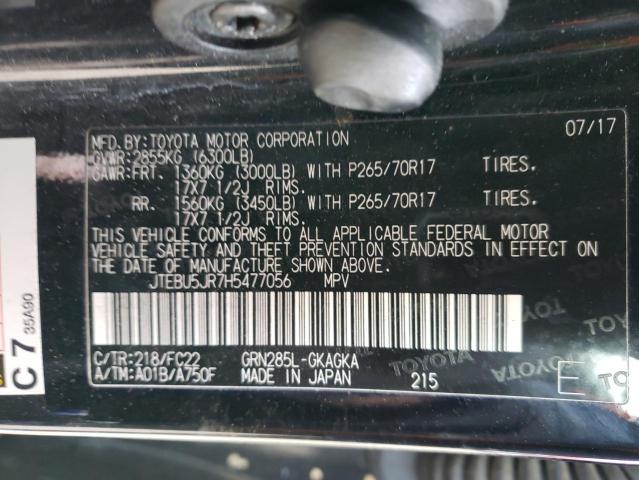 MFD. BY: TOYOTA MOTOR CORPORATION 07/17
GVWR: 2855KG (6300LB)
GAWR: FRT. 1360KG (3000LB) WITH P265/70R17 TIRES.
17X7 1/2J RIMS.
RR. 1560KG (3450LB) WITH P265/70R17 TIRES.
17X7 1/2J RIMS.
THIS VEHICLE CONFORMS TO ALL APPLICABLE FEDERAL MOTOR
VEHICLE SAFETY AND THEFT PREVENTION STANDARDS IN EFFECT ON
THE DATE OF MANUFACTURE SHOWN ABOVE.
JTEBU5JR7H5477056 MPV
C/TR: 218/FC22 GRN285L-GKAGKA
A/TM: A01B/A750F MADE IN JAPAN 215 E
TOYOTA
C7 35A90